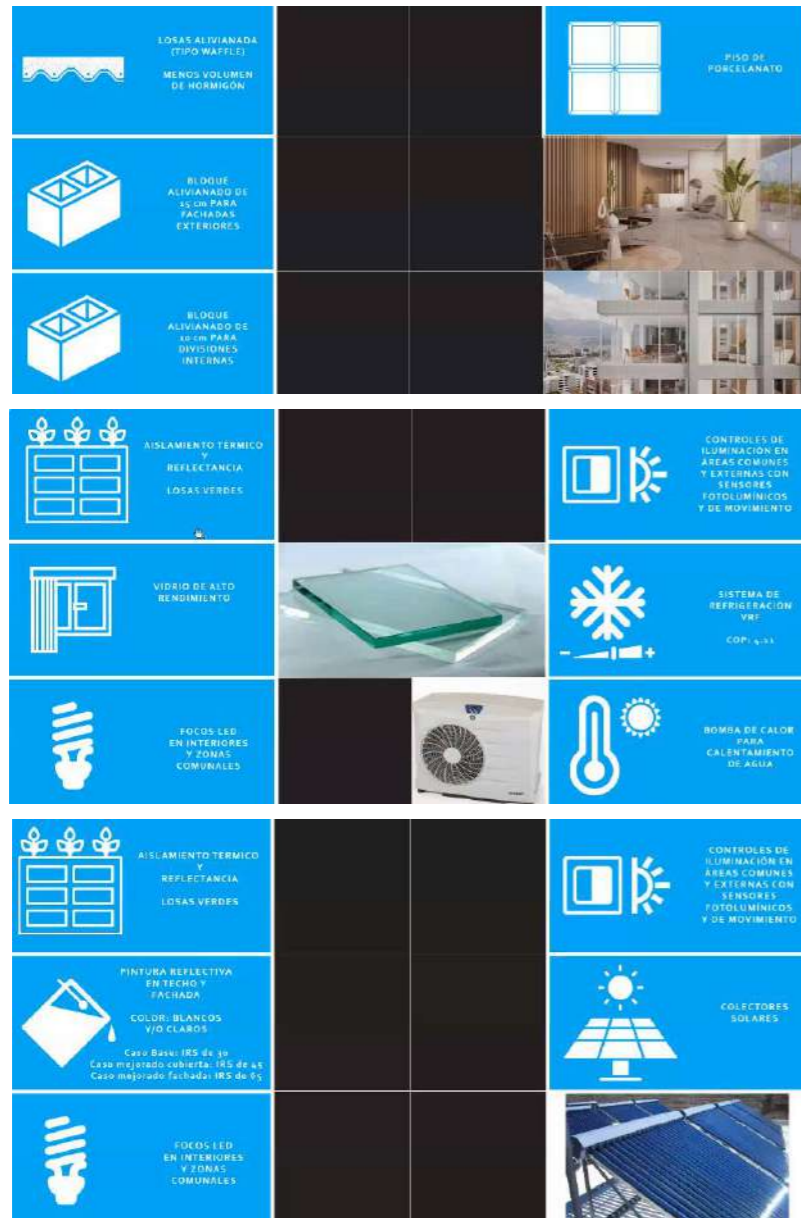 LOSAS ALIVIANADA
(TIPO WAFFLE)
MENOS VOLUMEN
DE HORMIGÓN
PISO DE
PORCELANATO
BLOQUE
ALIVIANADO DE
15 cm PARA
FACHADAS
EXTERIORES
BLOQUE
ALIVIANADO DE
10 cm PARA
DIVISIONES
INTERNAS
AISLAMIENTO TÉRMICO
Y
REFLECTANCIA
LOSAS VERDES
CONTROLES DE
ILUMINACIÓN EN
ÁREAS COMUNES
Y EXTERNAS CON
SENSORES
FOTOLUMÍNICOS
Y DE MOVIMIENTO
VIDRIO DE ALTO
RENDIMIENTO
SISTEMA DE
REFRIGERACIÓN
VRF
COP:
FOCOS LED
EN INTERIORES
Y ZONAS
COMUNALES
BOMBA DE CALOR
PARA
CALENTAMIENTO
DE AGUA
AISLAMIENTO TÉRMICO
Y
REFLECTANCIA
LOSAS VERDES
CONTROLES DE
ILUMINACIÓN EN
ÁREAS COMUNES
Y EXTERNAS CON
SENSORES
FOTOLUMÍNICOS
Y DE MOVIMIENTO
PINTURA REFLECTIVA
EN TECHO Y
FACHADA
COLOR: BLANCOS
Y/O CLAROS
Caso Base: IRS de 30
Caso mejorado cubierta: IRS de 45
Caso mejorado fachada: IRS de 65
COLECTORES
SOLARES
FOCOS LED
EN INTERIORES
Y ZONAS
COMUNALES